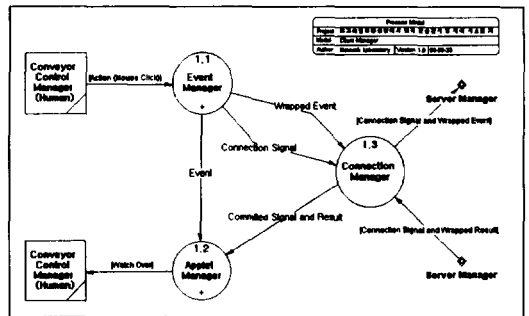 Process Model
Project
Model Client Manager
Author Network Laboratory Version 1.0
Conveyor
Control
Manager
(Human)
[Action (Mouse Click)]
1.1
Event
Manager
+
Wrapped Event
Connection Signal
Event
Server Manager
[Connection Signal and Wrapped Event]
1.3
Connection
Manager
Committed Signal and Result
[Connection Signal and Wrapped Result]
Server Manager
Conveyor
Control
Manager
(Human)
[Watch Over]
1.2
Applet
Manager
+